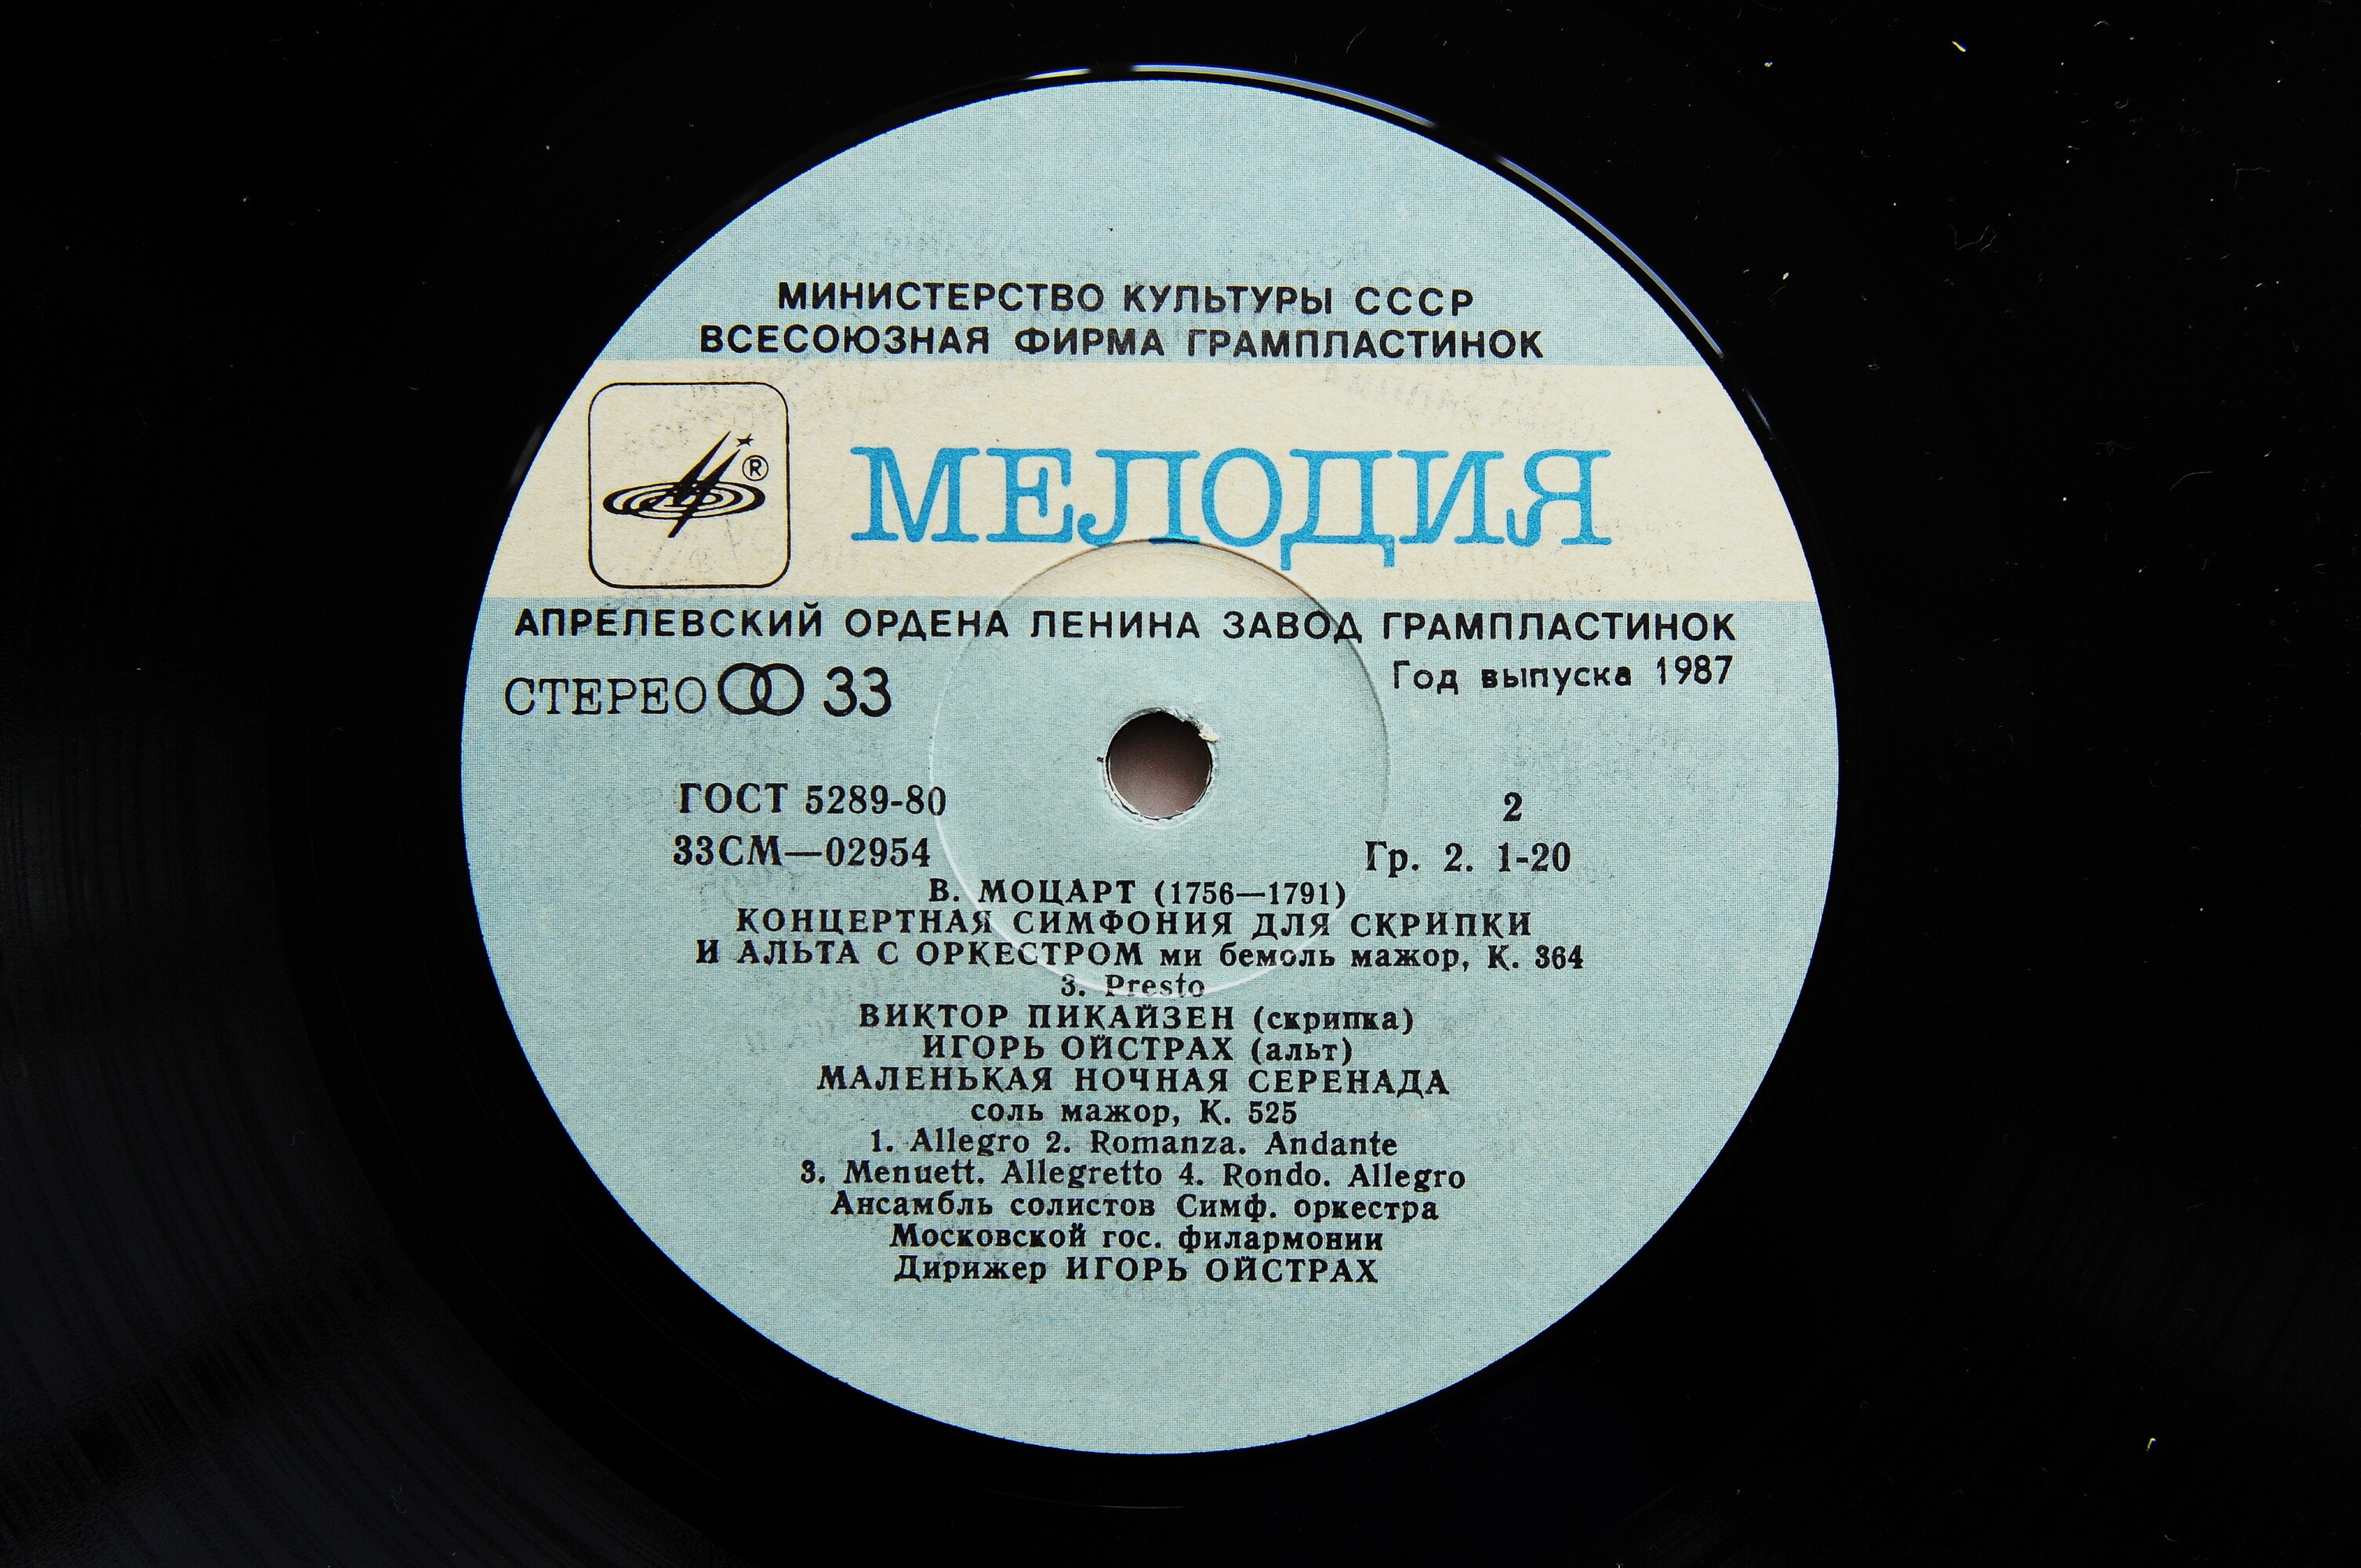 МИНИСТЕРСТВО КУЛЬТУРЫ СССР
ВСЕСОЮЗНАЯ ФИРМА ГРАМПЛАСТИНОК
®
МЕЛОДИЯ
АПРЕЛЕВСКИЙ ОРДЕНА ЛЕНИНА ЗАВОД ГРАМПЛАСТИНОК
СТЕРЕО 33
Год выпуска 1987
ГОСТ 5289-80
2
33СМ—02954
Гр. 2. 1-20
В. МОЦАРТ (1756—1791)
КОНЦЕРТНАЯ СИМФОНИЯ ДЛЯ СКРИПКИ
И АЛЬТА С ОРКЕСТРОМ ми бемоль мажор, К. 364
3. Presto
ВИКТОР ПИКАЙЗЕН (скрипка)
ИГОРЬ ОЙСТРАХ (альт)
МАЛЕНЬКАЯ НОЧНАЯ СЕРЕНАДА
соль мажор, К. 525
1. Allegro 2. Romanza. Andante
3. Menuett. Allegretto 4. Rondo. Allegro
Ансамбль солистов Симф. оркестра
Московской гос. филармонии
Дирижер ИГОРЬ ОЙСТРАХ